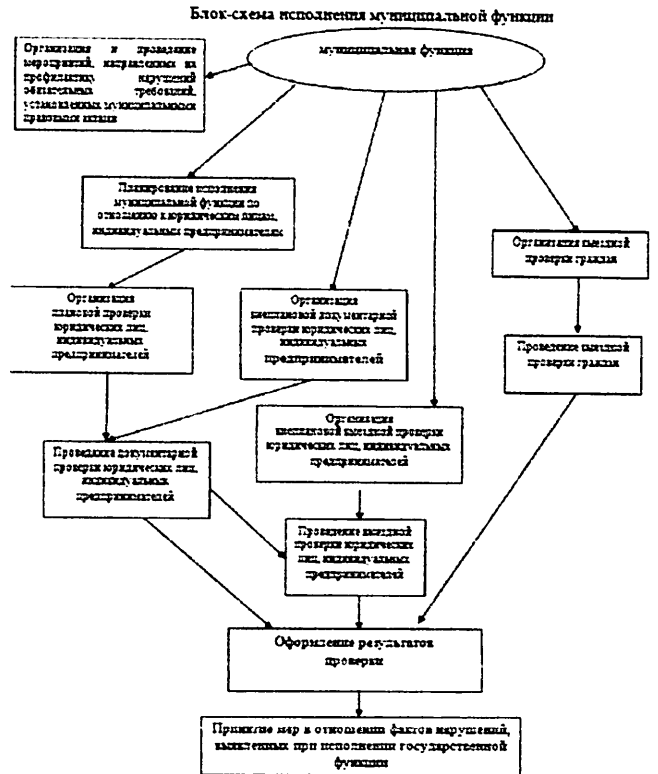 Блок-схема исполнения муниципальной функции
муниципальная функция
Организация и проведение
мероприятий, направленных на
профилактику нарушений
обязательных требований,
установленных муниципальными
правовыми актами
Планирование исполнения
муниципальной функции по
отношению к юридическим лицам,
индивидуальных предпринимателях
Организация выездной
проверки граждан
Организация
плановой проверки
юридических лиц,
индивидуальных
предпринимателей
Организация
внеплановой документарной
проверки юридических лиц,
индивидуальных
предпринимателей
Проведение выездной
проверки граждан
Организация
внеплановой выездной проверки
юридических лиц, индивидуальных
предпринимателей
Проведение документарной
проверки юридических лиц,
индивидуальных
предпринимателей
Проведение выездной
проверки юридических
лиц, индивидуальных
предпринимателей
Оформление результатов
проверки
Принятие мер в отношении фактов нарушений,
выявленных при исполнении государственной
функции